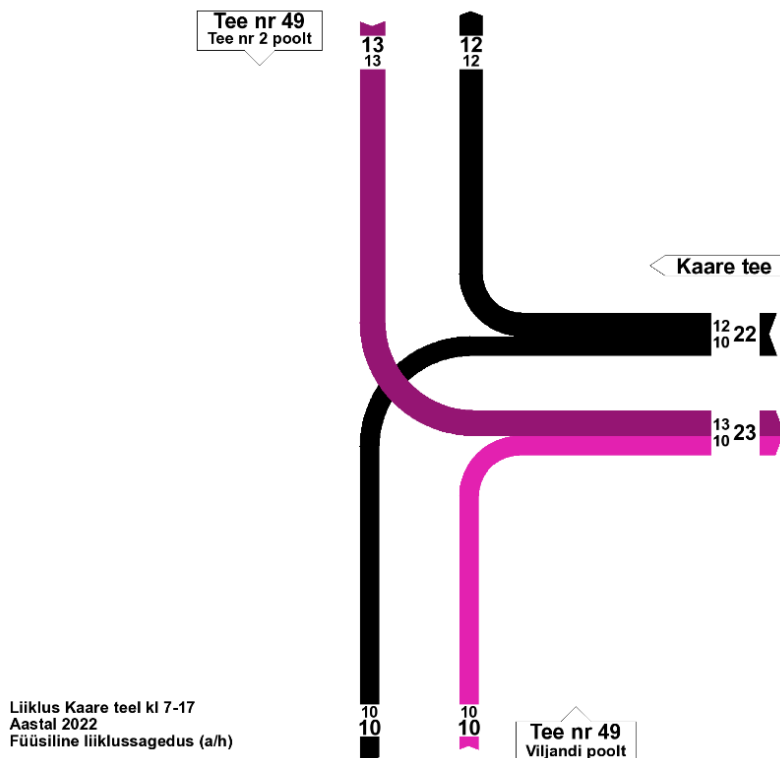 Tee nr 49
Tee nr 2 poolt
13
13
12
12
Kaare tee
12
10
22
13
10
23
10
10
10
10
Tee nr 49
Viljandi poolt
Liiklus Kaare teel kl 7-17
Aastal 2022
Füüsiline liiklussagedus (a/h)